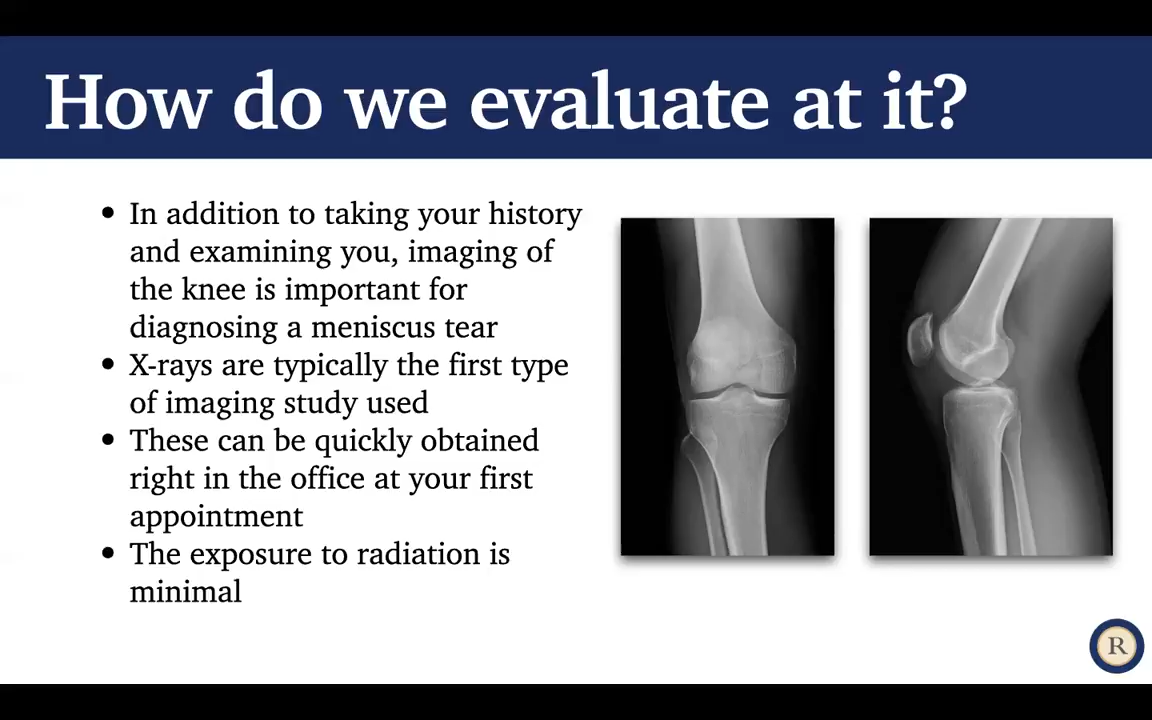 How do we evaluate at it?
• In addition to taking your history
and examining you, imaging of
the knee is important for
diagnosing a meniscus tear
• X-rays are typically the first type
of imaging study used
• These can be quickly obtained
right in the office at your first
appointment
• The exposure to radiation is
minimal
R